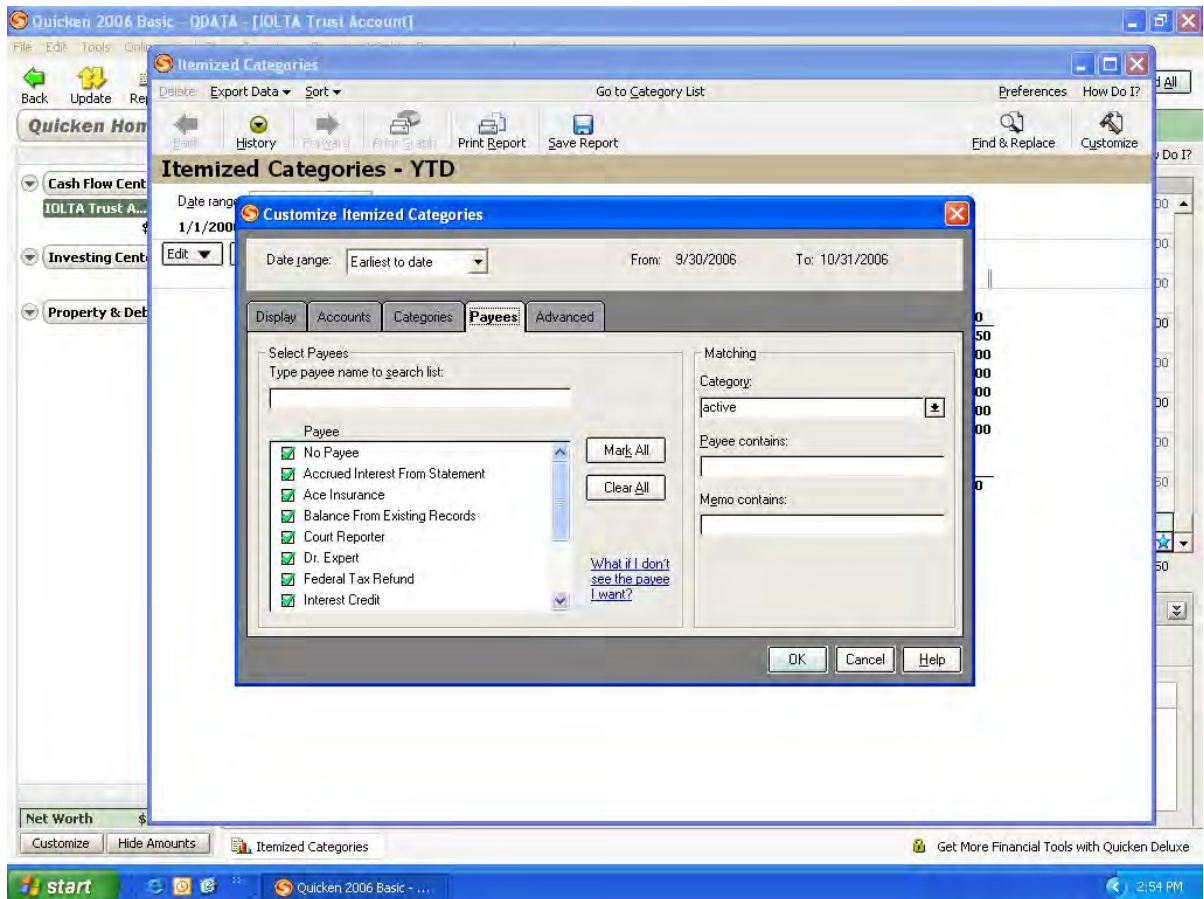 Quicken 2006 Basic - QDATA - [IOLTA Trust Account]
File Edit Tools
Back Update
Quicken Hom
Cash Flow Cent
IOLTA Trust A...
$
Investing Cent
Property & Deb
Itemized Categories
Delete Export Data Sort Go to Category List Preferences How Do I?
Back History Forward Print Graph Print Report Save Report Find & Replace Customize
Itemized Categories - YTD
Date range
1/1/200
Edit
Customize Itemized Categories
Date range: Earliest to date From: 9/30/2006 To: 10/31/2006
Display Accounts Categories Payees Advanced
Select Payees
Type payee name to search list:
Payee
No Payee
Accrued Interest From Statement
Ace Insurance
Balance From Existing Records
Court Reporter
Dr. Expert
Federal Tax Refund
Interest Credit
Mark All
Clear All
What if I don't
see the payee
I want?
Matching
Category:
active
Payee contains:
Memo contains:
OK Cancel Help
Net Worth $
Customize Hide Amounts Itemized Categories Get More Financial Tools with Quicken Deluxe
start Quicken 2006 Basic - ... 2:54 PM